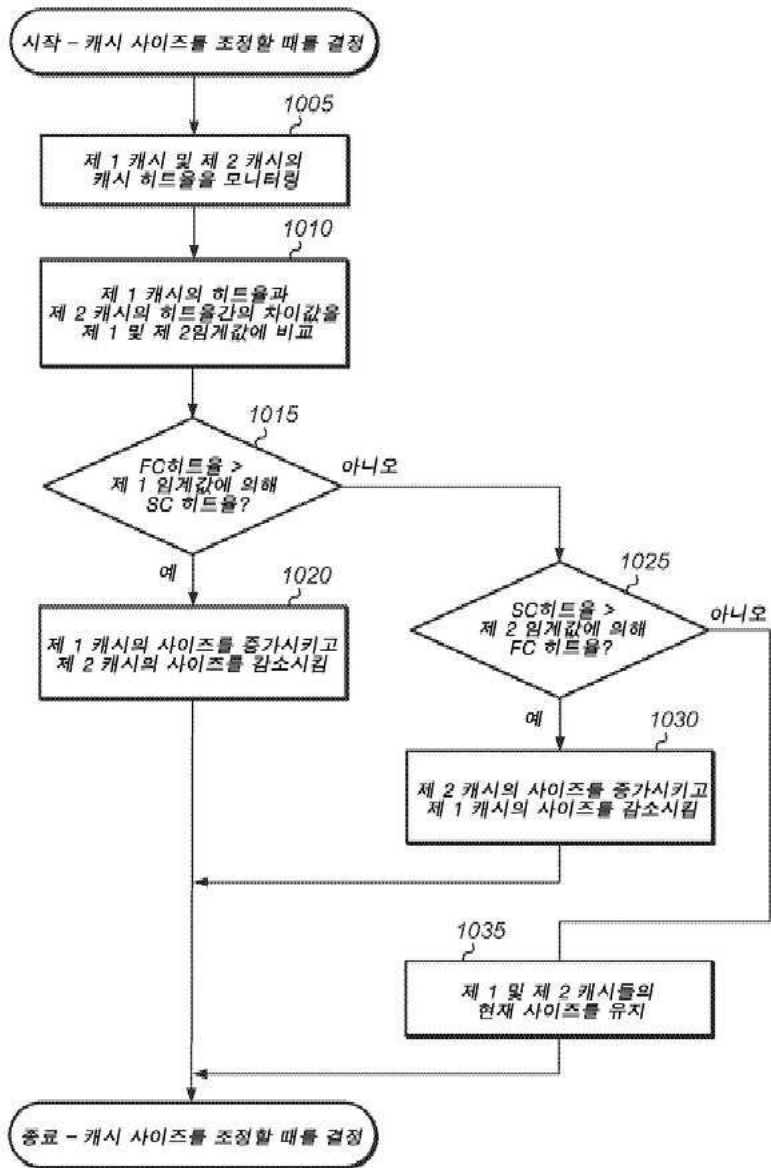 시작 – 캐시 사이즈를 조정할 때를 결정
1005
제 1 캐시 및 제 2 캐시의
캐시 히트율을 모니터링
1010
제 1 캐시의 히트율과
제 2 캐시의 히트율간의 차이값을
제 1 및 제 2임계값에 비교
1015
FC히트율 >
제 1 임계값에 의해
SC 히트율?
아니오
예
1020
제 1 캐시의 사이즈를 증가시키고
제 2 캐시의 사이즈를 감소시킴
1025
SC히트율 >
제 2 임계값에 의해
FC 히트율?
아니오
예
1030
제 2 캐시의 사이즈를 증가시키고
제 1 캐시의 사이즈를 감소시킴
1035
제 1 및 제 2 캐시들의
현재 사이즈를 유지
종료 – 캐시 사이즈를 조정할 때를 결정